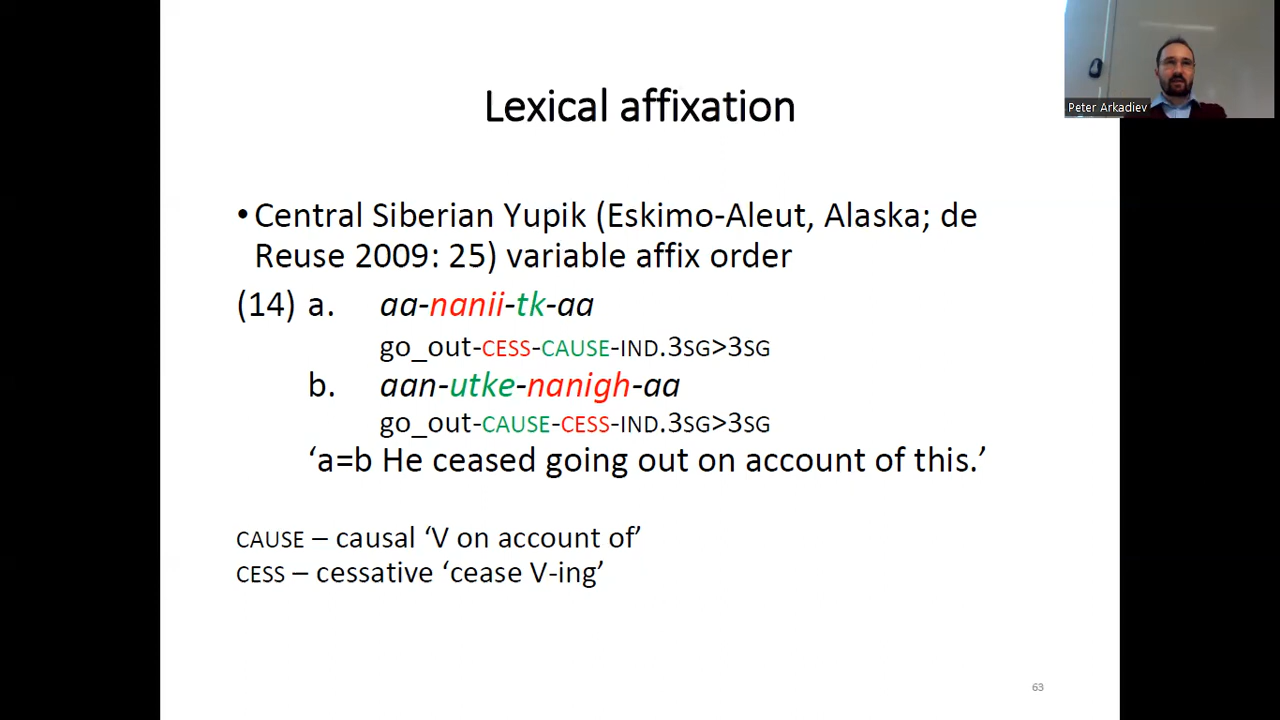 Peter Arkadiev
Lexical affixation
• Central Siberian Yupik (Eskimo-Aleut, Alaska; de
Reuse 2009: 25) variable affix order
(14) a. aa-nanii-tk-aa
go_out-CESS-CAUSE-IND.3SG>3SG
b. aan-utke-nanigh-aa
go_out-CAUSE-CESS-IND.3SG>3SG
‘a=b He ceased going out on account of this.’
CAUSE – causal ‘V on account of’
CESS – cessative ‘cease V-ing’
63